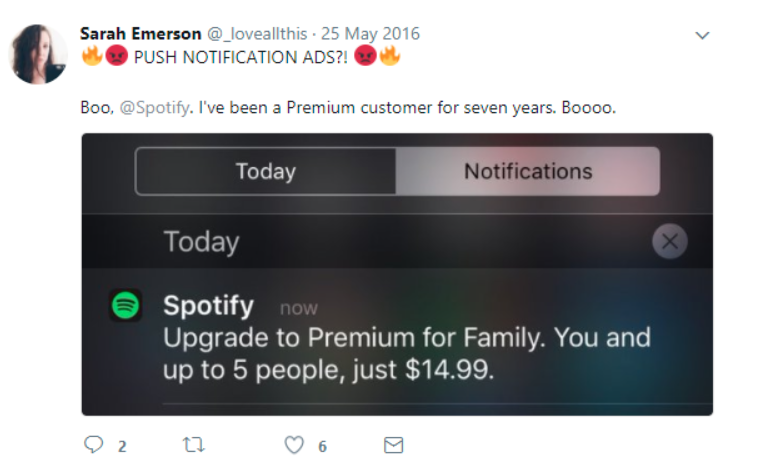 Sarah Emerson @_loveallthis · 25 May 2016
🔥😡 PUSH NOTIFICATION ADS?! 😡🔥
Boo, @Spotify. I've been a Premium customer for seven years. Boooo.
Today Notifications
Today
Spotify now
Upgrade to Premium for Family. You and
up to 5 people, just $14.99.
2 6